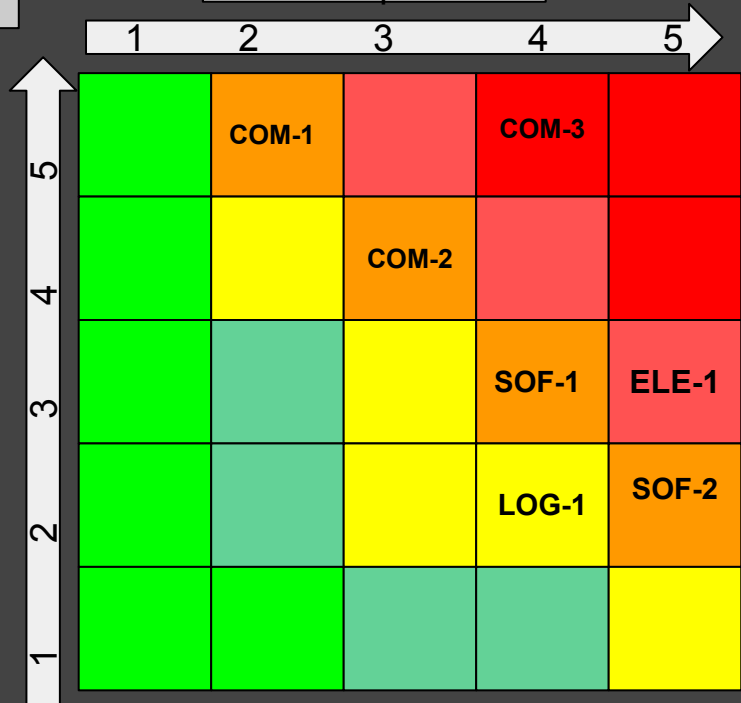 1 2 3 4 5
5 COM-1 COM-3
4 COM-2
3 SOF-1 ELE-1
2 LOG-1 SOF-2
1